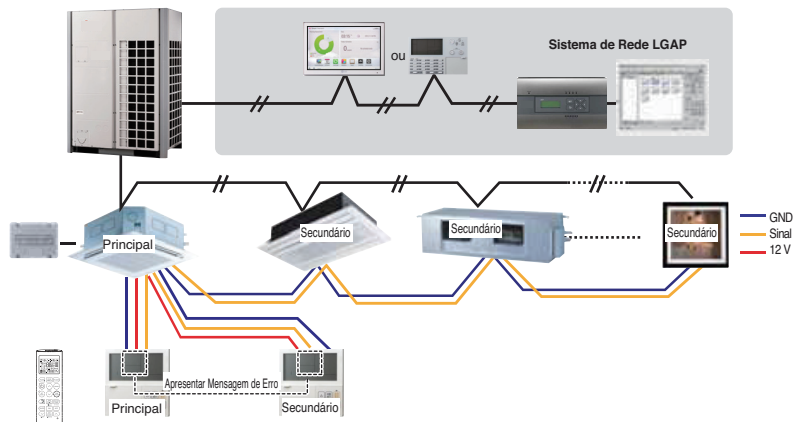 ou
Sistema de Rede LGAP
Principal
Secundário
Secundário
Secundário
GND
Sinal
12 V
Apresentar Mensagem de Erro
Principal
Secundário